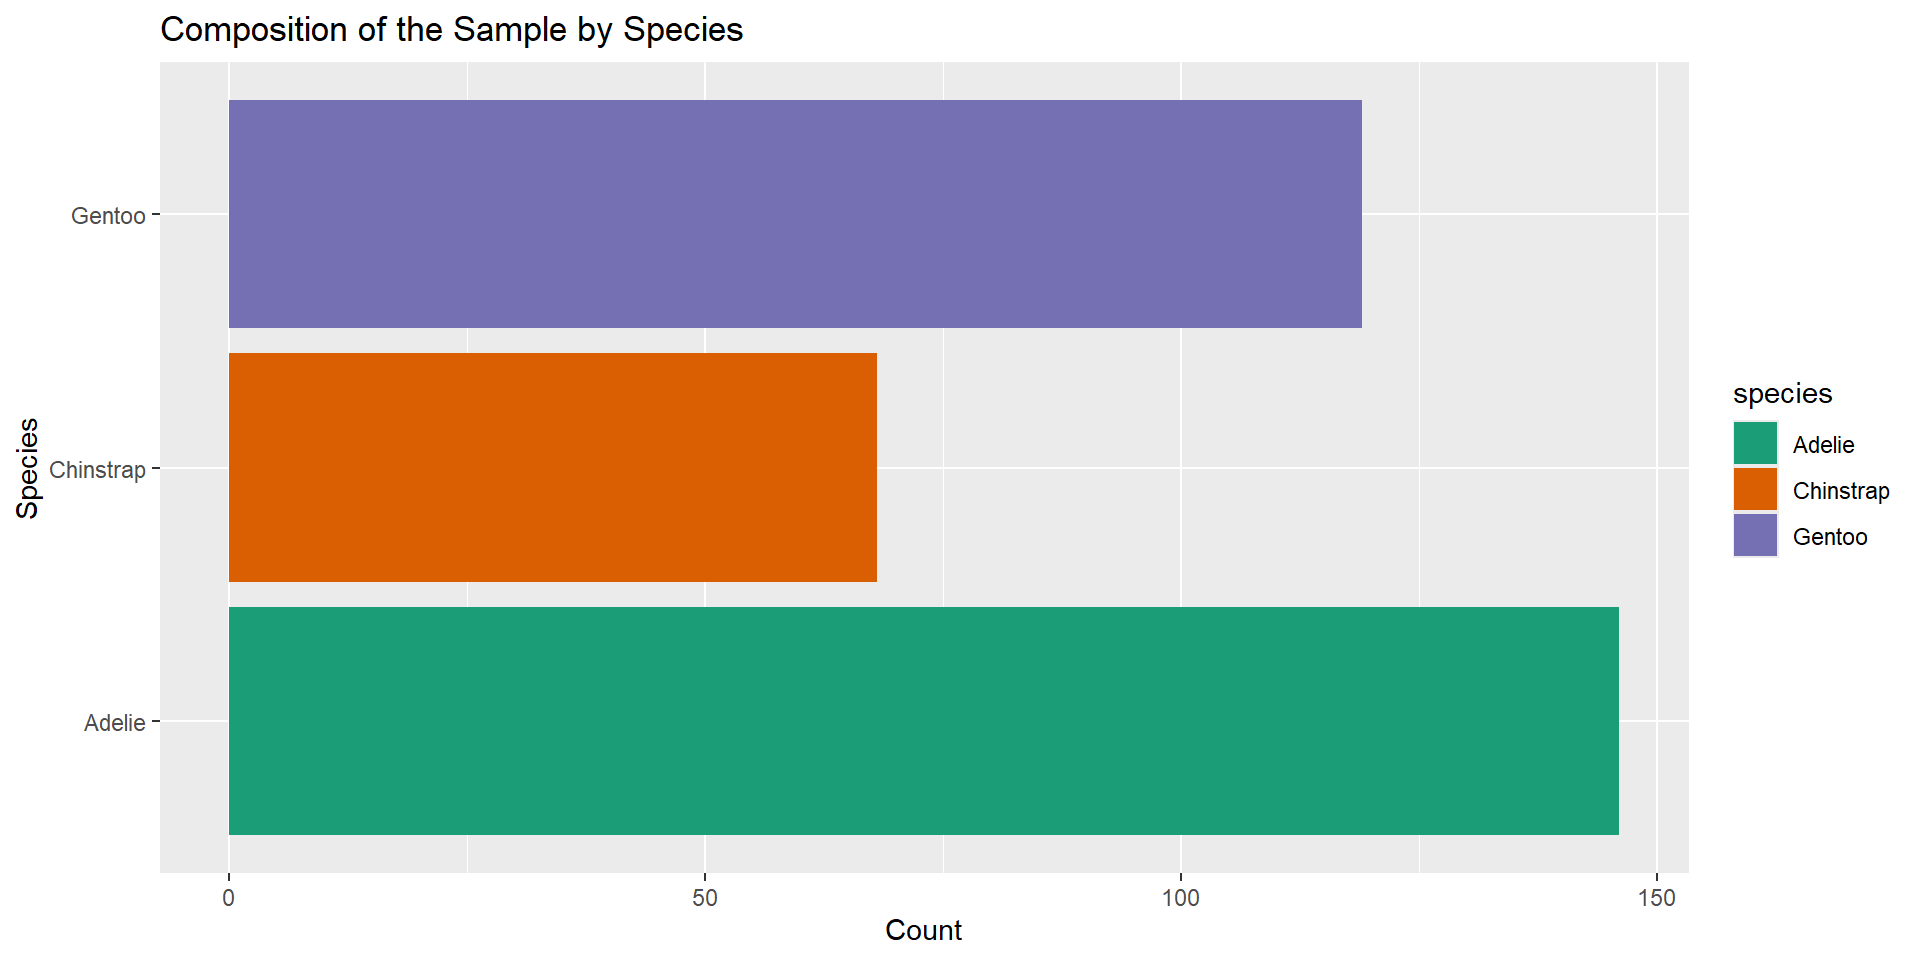 Composition of the Sample by Species
Species
Gentoo
Chinstrap
Adelie
0
50
100
150
Count
species
Adelie
Chinstrap
Gentoo